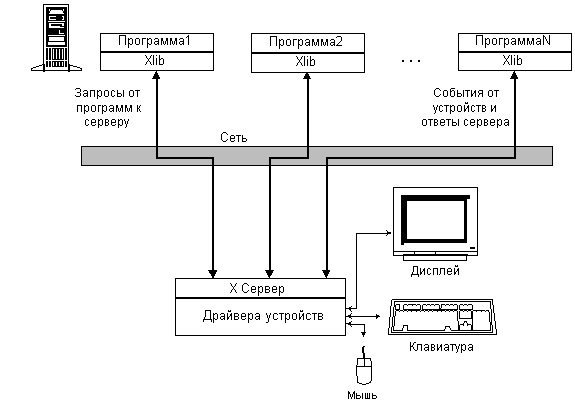 Программа1
Xlib
Программа2
Xlib
. . .
ПрограммаN
Xlib
Запросы от
программ к
серверу
События от
устройств и
ответы сервера
Сеть
Дисплей
X Сервер
Драйвера устройств
Клавиатура
Мышь